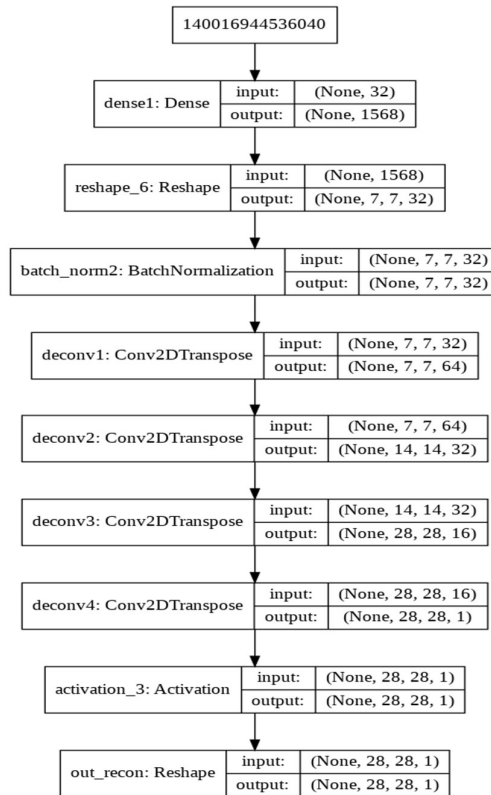 140016944536040
dense1: Dense
input: (None, 32)
output: (None, 1568)
reshape_6: Reshape
input: (None, 1568)
output: (None, 7, 7, 32)
batch_norm2: BatchNormalization
input: (None, 7, 7, 32)
output: (None, 7, 7, 32)
deconv1: Conv2DTranspose
input: (None, 7, 7, 32)
output: (None, 7, 7, 64)
deconv2: Conv2DTranspose
input: (None, 7, 7, 64)
output: (None, 14, 14, 32)
deconv3: Conv2DTranspose
input: (None, 14, 14, 32)
output: (None, 28, 28, 16)
deconv4: Conv2DTranspose
input: (None, 28, 28, 16)
output: (None, 28, 28, 1)
activation_3: Activation
input: (None, 28, 28, 1)
output: (None, 28, 28, 1)
out_recon: Reshape
input: (None, 28, 28, 1)
output: (None, 28, 28, 1)